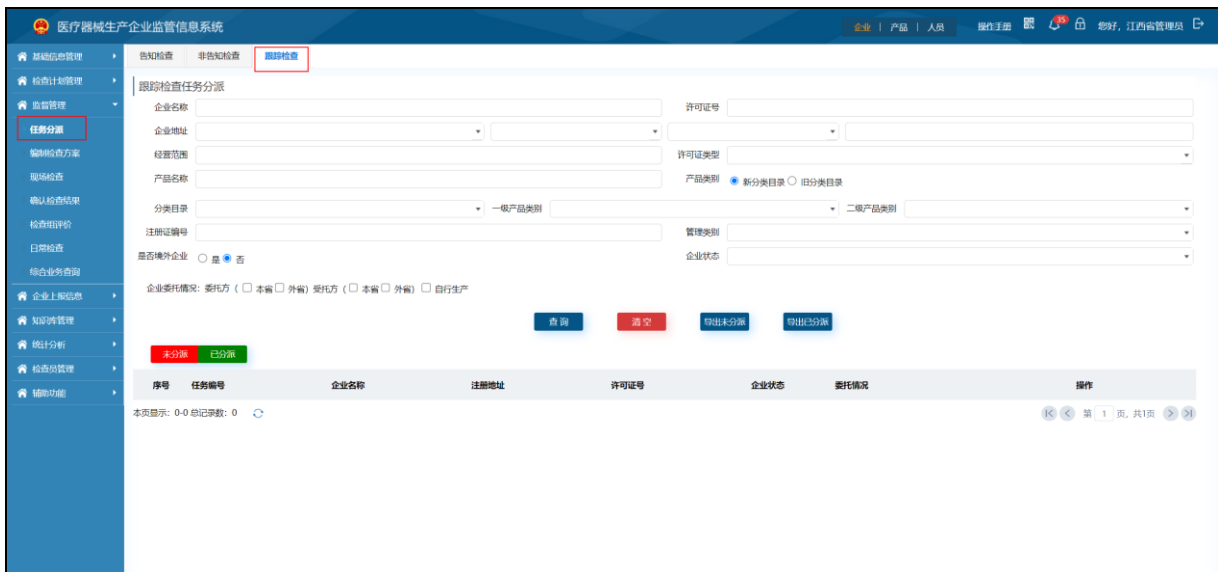 医疗器械生产企业监管信息系统
企业 | 产品 | 人员 操作手册 35 您好, 江西省管理员
基础信息管理
检查计划管理
监督管理
任务分派
编制检查方案
现场检查
确认检查结果
检查组评价
日常检查
综合业务查询
企业上报信息
知识库管理
统计分析
检查员管理
辅助功能
告知检查 非告知检查 跟踪检查
跟踪检查任务分派
企业名称 许可证号
企业地址
经营范围 许可证类型
产品名称 产品类别 新分类目录 旧分类目录
分类目录 一级产品类别 二级产品类别
注册证编号 管理类别
是否境外企业 是 否 企业状态
企业委托情况: 委托方 ( 本省 外省) 受托方 ( 本省 外省) 自行生产
查询 清空 导出未分派 导出已分派
未分派 已分派
序号 任务编号 企业名称 注册地址 许可证号 企业状态 委托情况 操作
本页显示: 0-0 总记录数: 0 第 1 页, 共1页